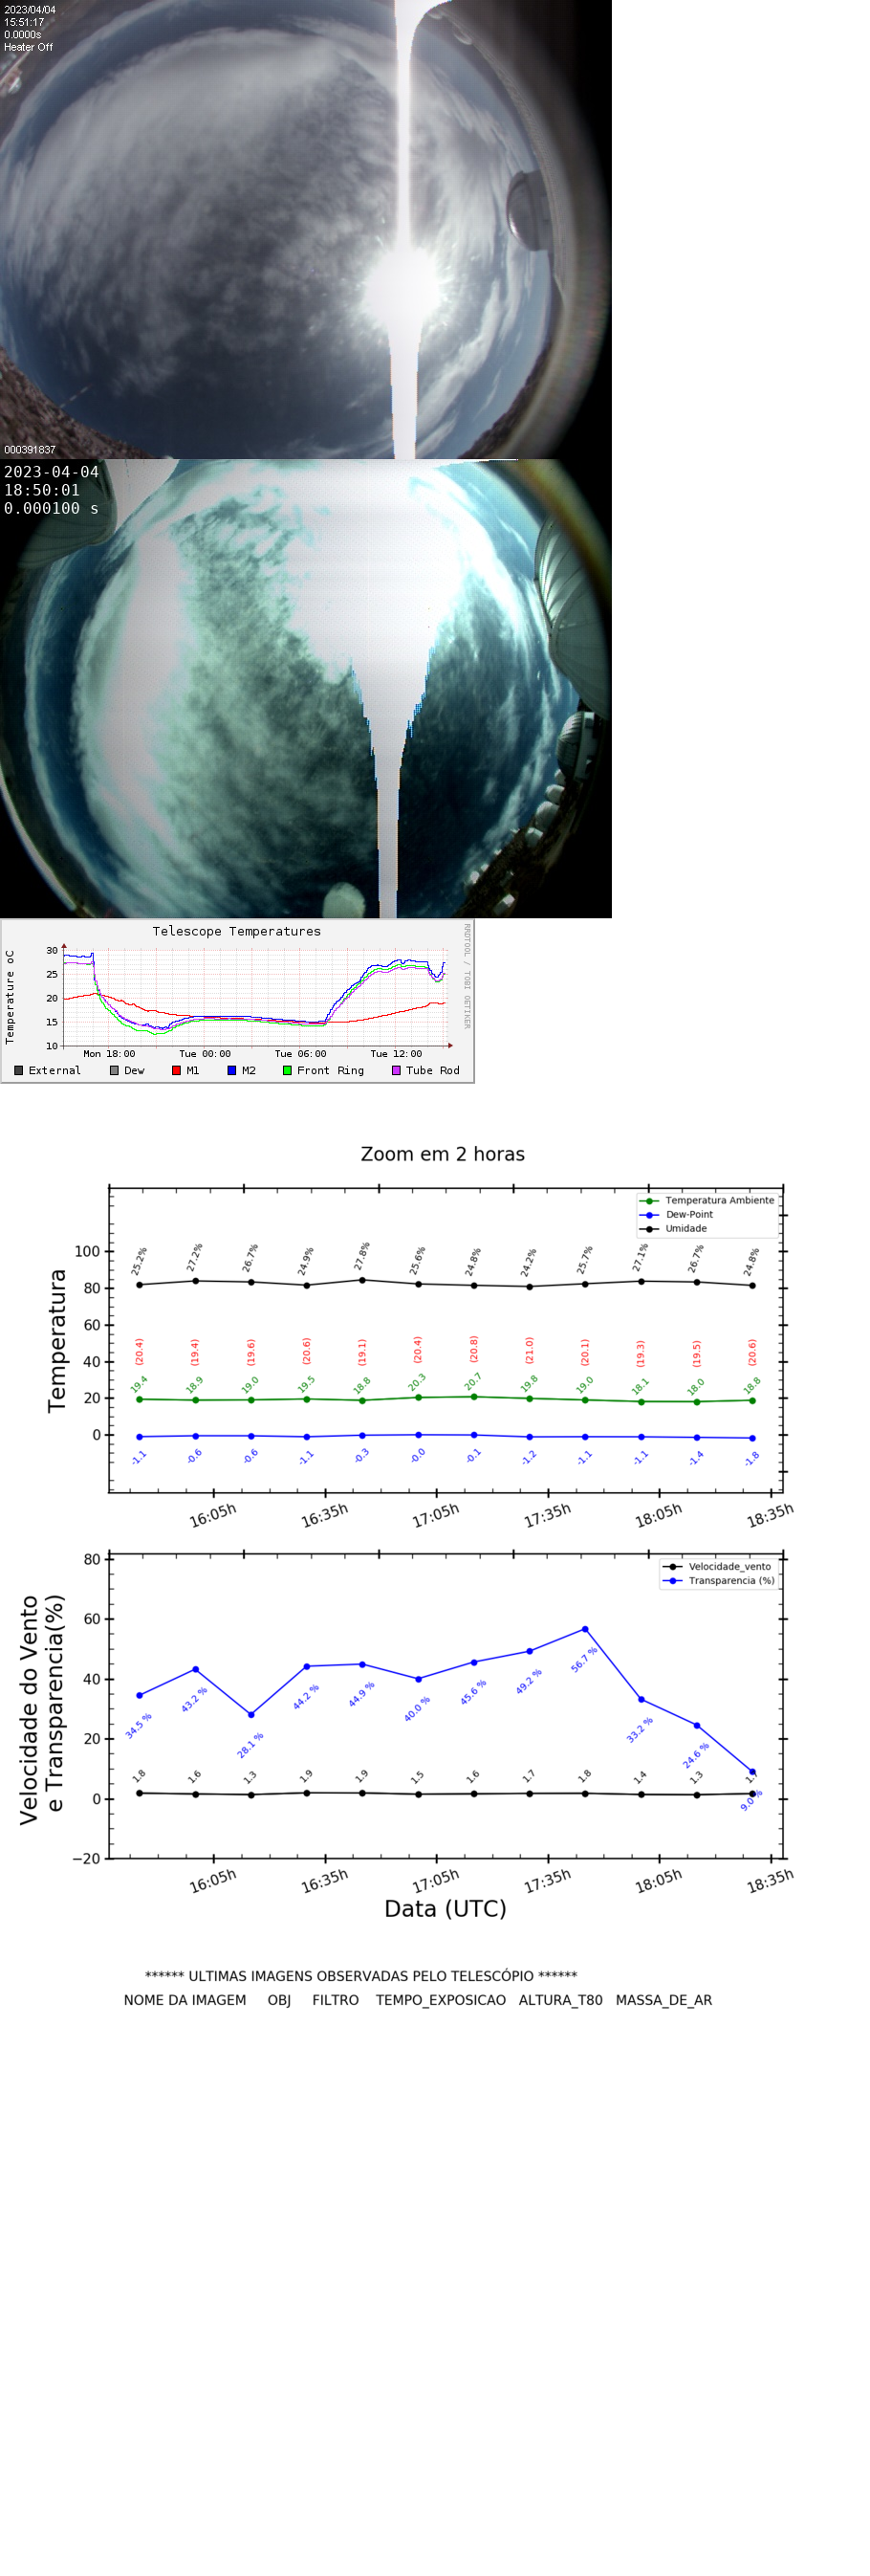 2023/04/04
15:51:17
0.0000s
Heater Off
000391837
2023-04-04
18:50:01
0.000100 s
Telescope Temperatures
RRDTOOL / TOBI OETIKER
Temperature oC
30
25
20
15
10
Mon 18:00 Tue 00:00 Tue 06:00 Tue 12:00
External Dew M1 M2 Front Ring Tube Rod
Zoom em 2 horas
Temperatura Ambiente
Dew-Point
Umidade
Temperatura
100
80
60
40
20
0
25.2% 27.2% 26.7% 24.9% 27.8% 25.6% 24.8% 24.2% 25.7% 27.1% 26.7% 24.8%
(20.4) (19.4) (19.6) (20.6) (19.1) (20.4) (20.8) (21.0) (20.1) (19.3) (19.5) (20.6)
19.4 18.9 19.0 19.5 18.8 20.3 20.7 19.8 19.0 18.1 18.0 18.8
-1.1 -0.6 -0.6 -1.1 -0.3 -0.0 -0.1 -1.2 -1.1 -1.1 -1.4 -1.8
16:05h 16:35h 17:05h 17:35h 18:05h 18:35h
Velocidade_vento
Transparencia (%)
Velocidade do Vento
e Transparencia(%)
80
60
40
20
0
−20
34.5 % 43.2 % 28.1 % 44.2 % 44.9 % 40.0 % 45.6 % 49.2 % 56.7 % 33.2 % 24.6 % 9.0 %
1.8 1.6 1.3 1.9 1.9 1.5 1.6 1.7 1.8 1.4 1.3
16:05h 16:35h 17:05h 17:35h 18:05h 18:35h
Data (UTC)
****** ULTIMAS IMAGENS OBSERVADAS PELO TELESCÓPIO ******
NOME DA IMAGEM OBJ FILTRO TEMPO_EXPOSICAO ALTURA_T80 MASSA_DE_AR